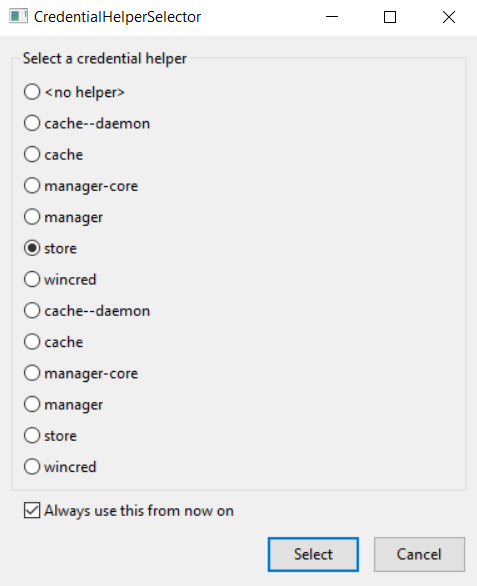 CredentialHelperSelector
Select a credential helper
<no helper>
cache--daemon
cache
manager-core
manager
store
wincred
cache--daemon
cache
manager-core
manager
store
wincred
Always use this from now on
Select Cancel